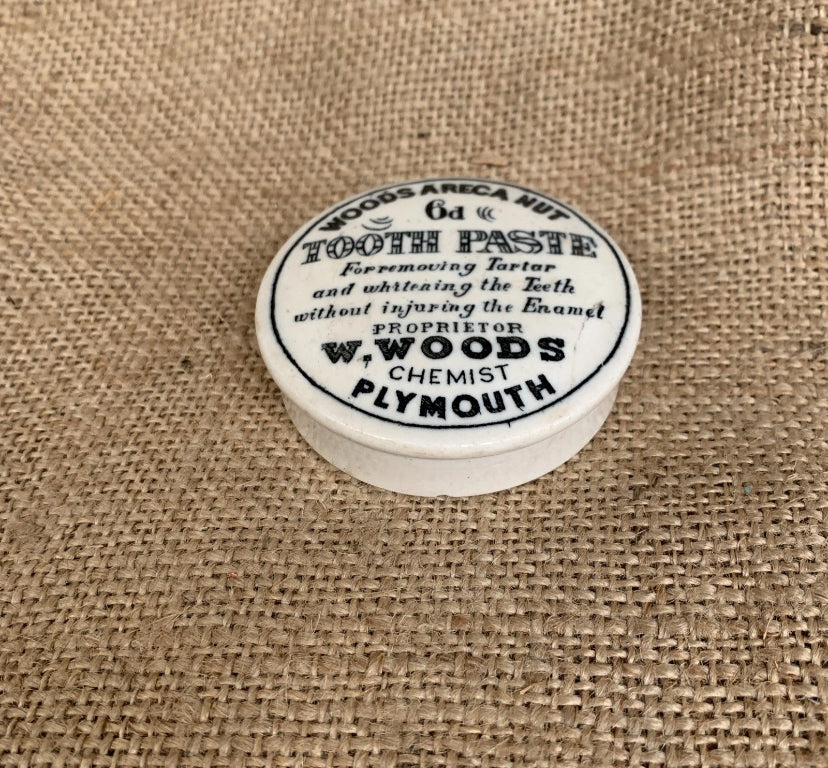 WOODS ARECA NUT
6d
TOOTH PASTE
For removing Tartar
and whitening the Teeth
without injuring the Enamel
PROPRIETOR
W. WOODS
CHEMIST
PLYMOUTH